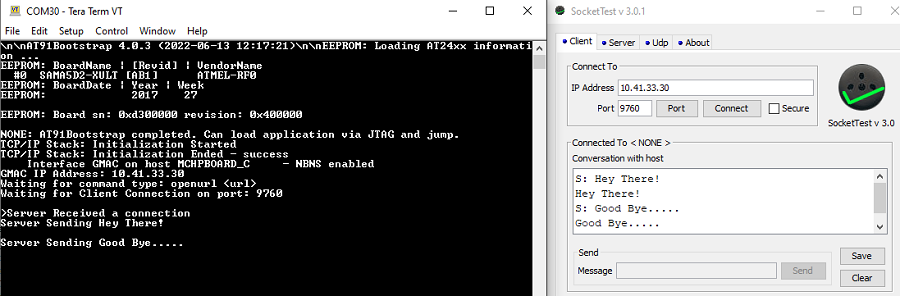 COM30 - Tera Term VT
File Edit Setup Control Window Help
\n\nAT91Bootstrap 4.0.3 (2022-06-13 12:17:21)\n\nEEPROM: Loading AT24xx informati
on ...
EEPROM: BoardName | [Revid] | VendorName
#0 SAMA5D2-XULT [AB1] ATMEL-RF0
EEPROM: BoardDate | Year | Week
EEPROM: 2017 27
EEPROM: Board sn: 0xd300000 revision: 0x400000
NONE: AT91Bootstrap completed. Can load application via JTAG and jump.
TCP/IP Stack: Initialization Started
TCP/IP Stack: Initialization Ended - success
Interface GMAC on host MCHPBOARD_C - NBNS enabled
GMAC IP Address: 10.41.33.30
Waiting for command type: openurl <url>
Waiting for Client Connection on port: 9760
>Server Received a connection
Server Sending Hey There!
Server Sending Good Bye.....
SocketTest v 3.0.1
Client Server Udp About
Connect To
IP Address 10.41.33.30
Port 9760 Port Connect Secure
SocketTest v 3.0
Connected To < NONE >
Conversation with host
S: Hey There!
Hey There!
S: Good Bye.....
Good Bye.....
Send
Message Send
Save
Clear